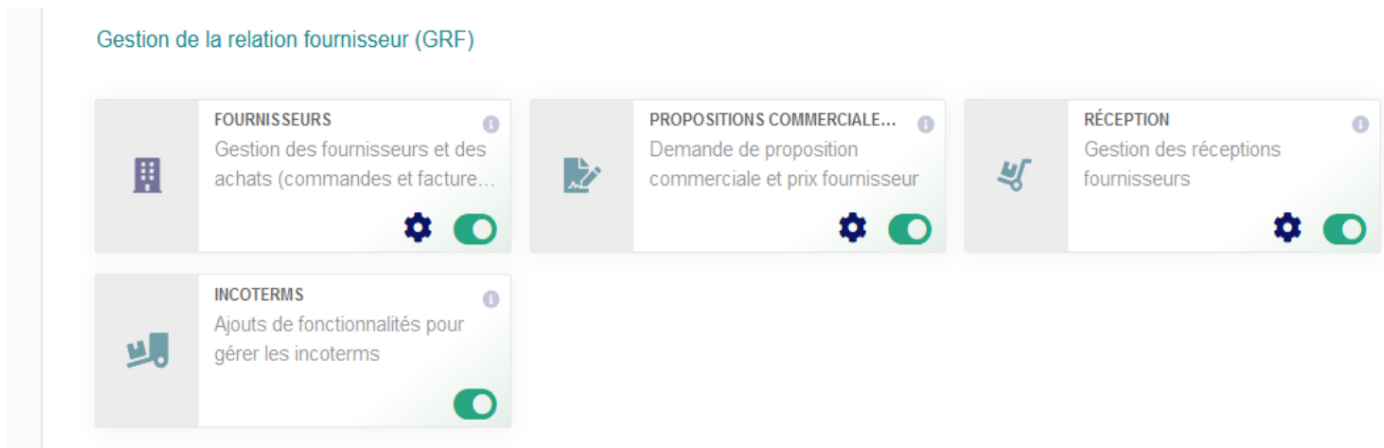 Gestion de la relation fournisseur (GRF)
FOURNISSEURS
Gestion des fournisseurs et des
achats (commandes et facture...
PROPOSITIONS COMMERCIALE...
Demande de proposition
commerciale et prix fournisseur
RÉCEPTION
Gestion des réceptions
fournisseurs
INCOTERMS
Ajouts de fonctionnalités pour
gérer les incoterms